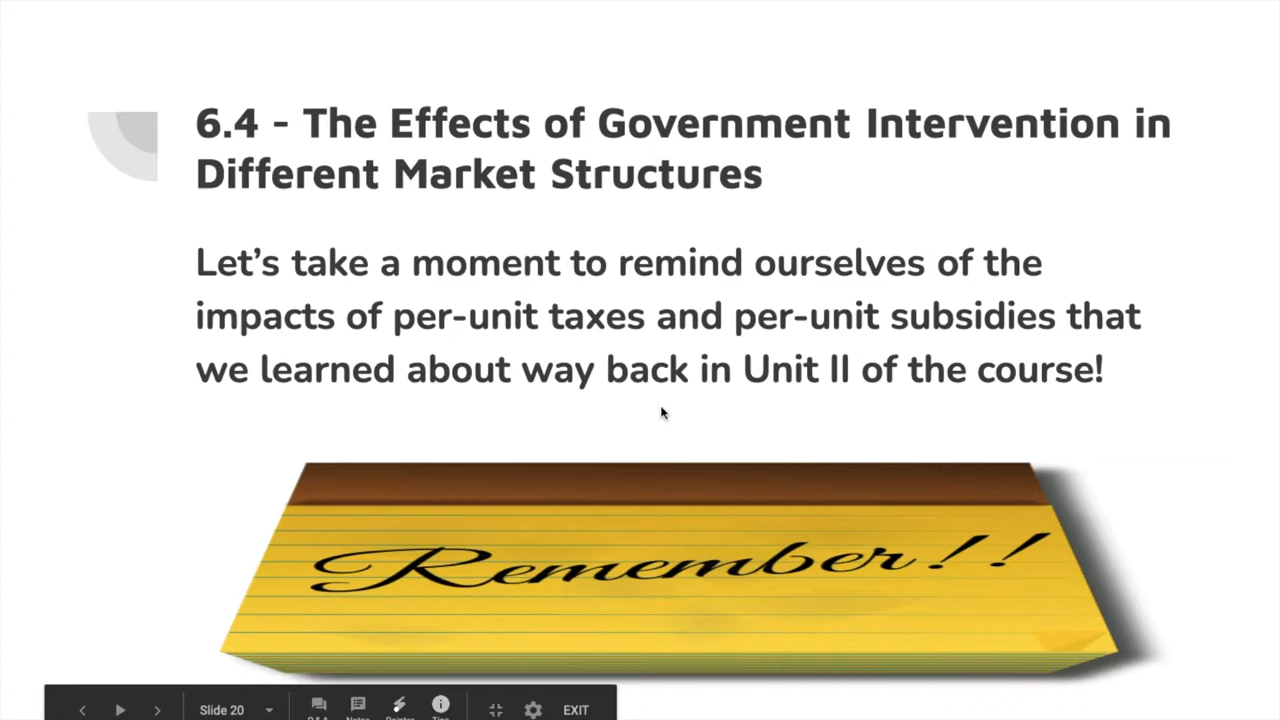 6.4 - The Effects of Government Intervention in
Different Market Structures
Let's take a moment to remind ourselves of the
impacts of per-unit taxes and per-unit subsidies that
we learned about way back in Unit II of the course!
Remember!!
Slide 20
EXIT